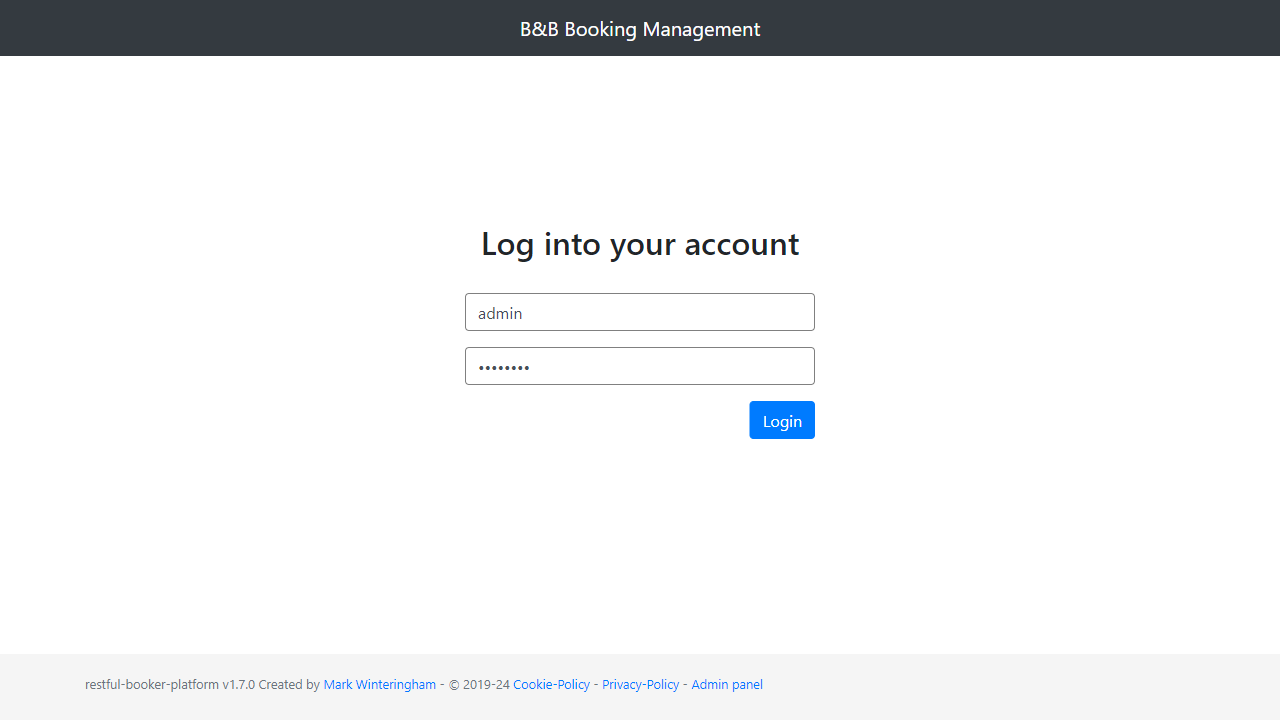 B&B Booking Management
Log into your account
admin
••••••••
Login
restful-booker-platform v1.7.0 Created by Mark Winteringham - © 2019-24 Cookie-Policy - Privacy-Policy - Admin panel